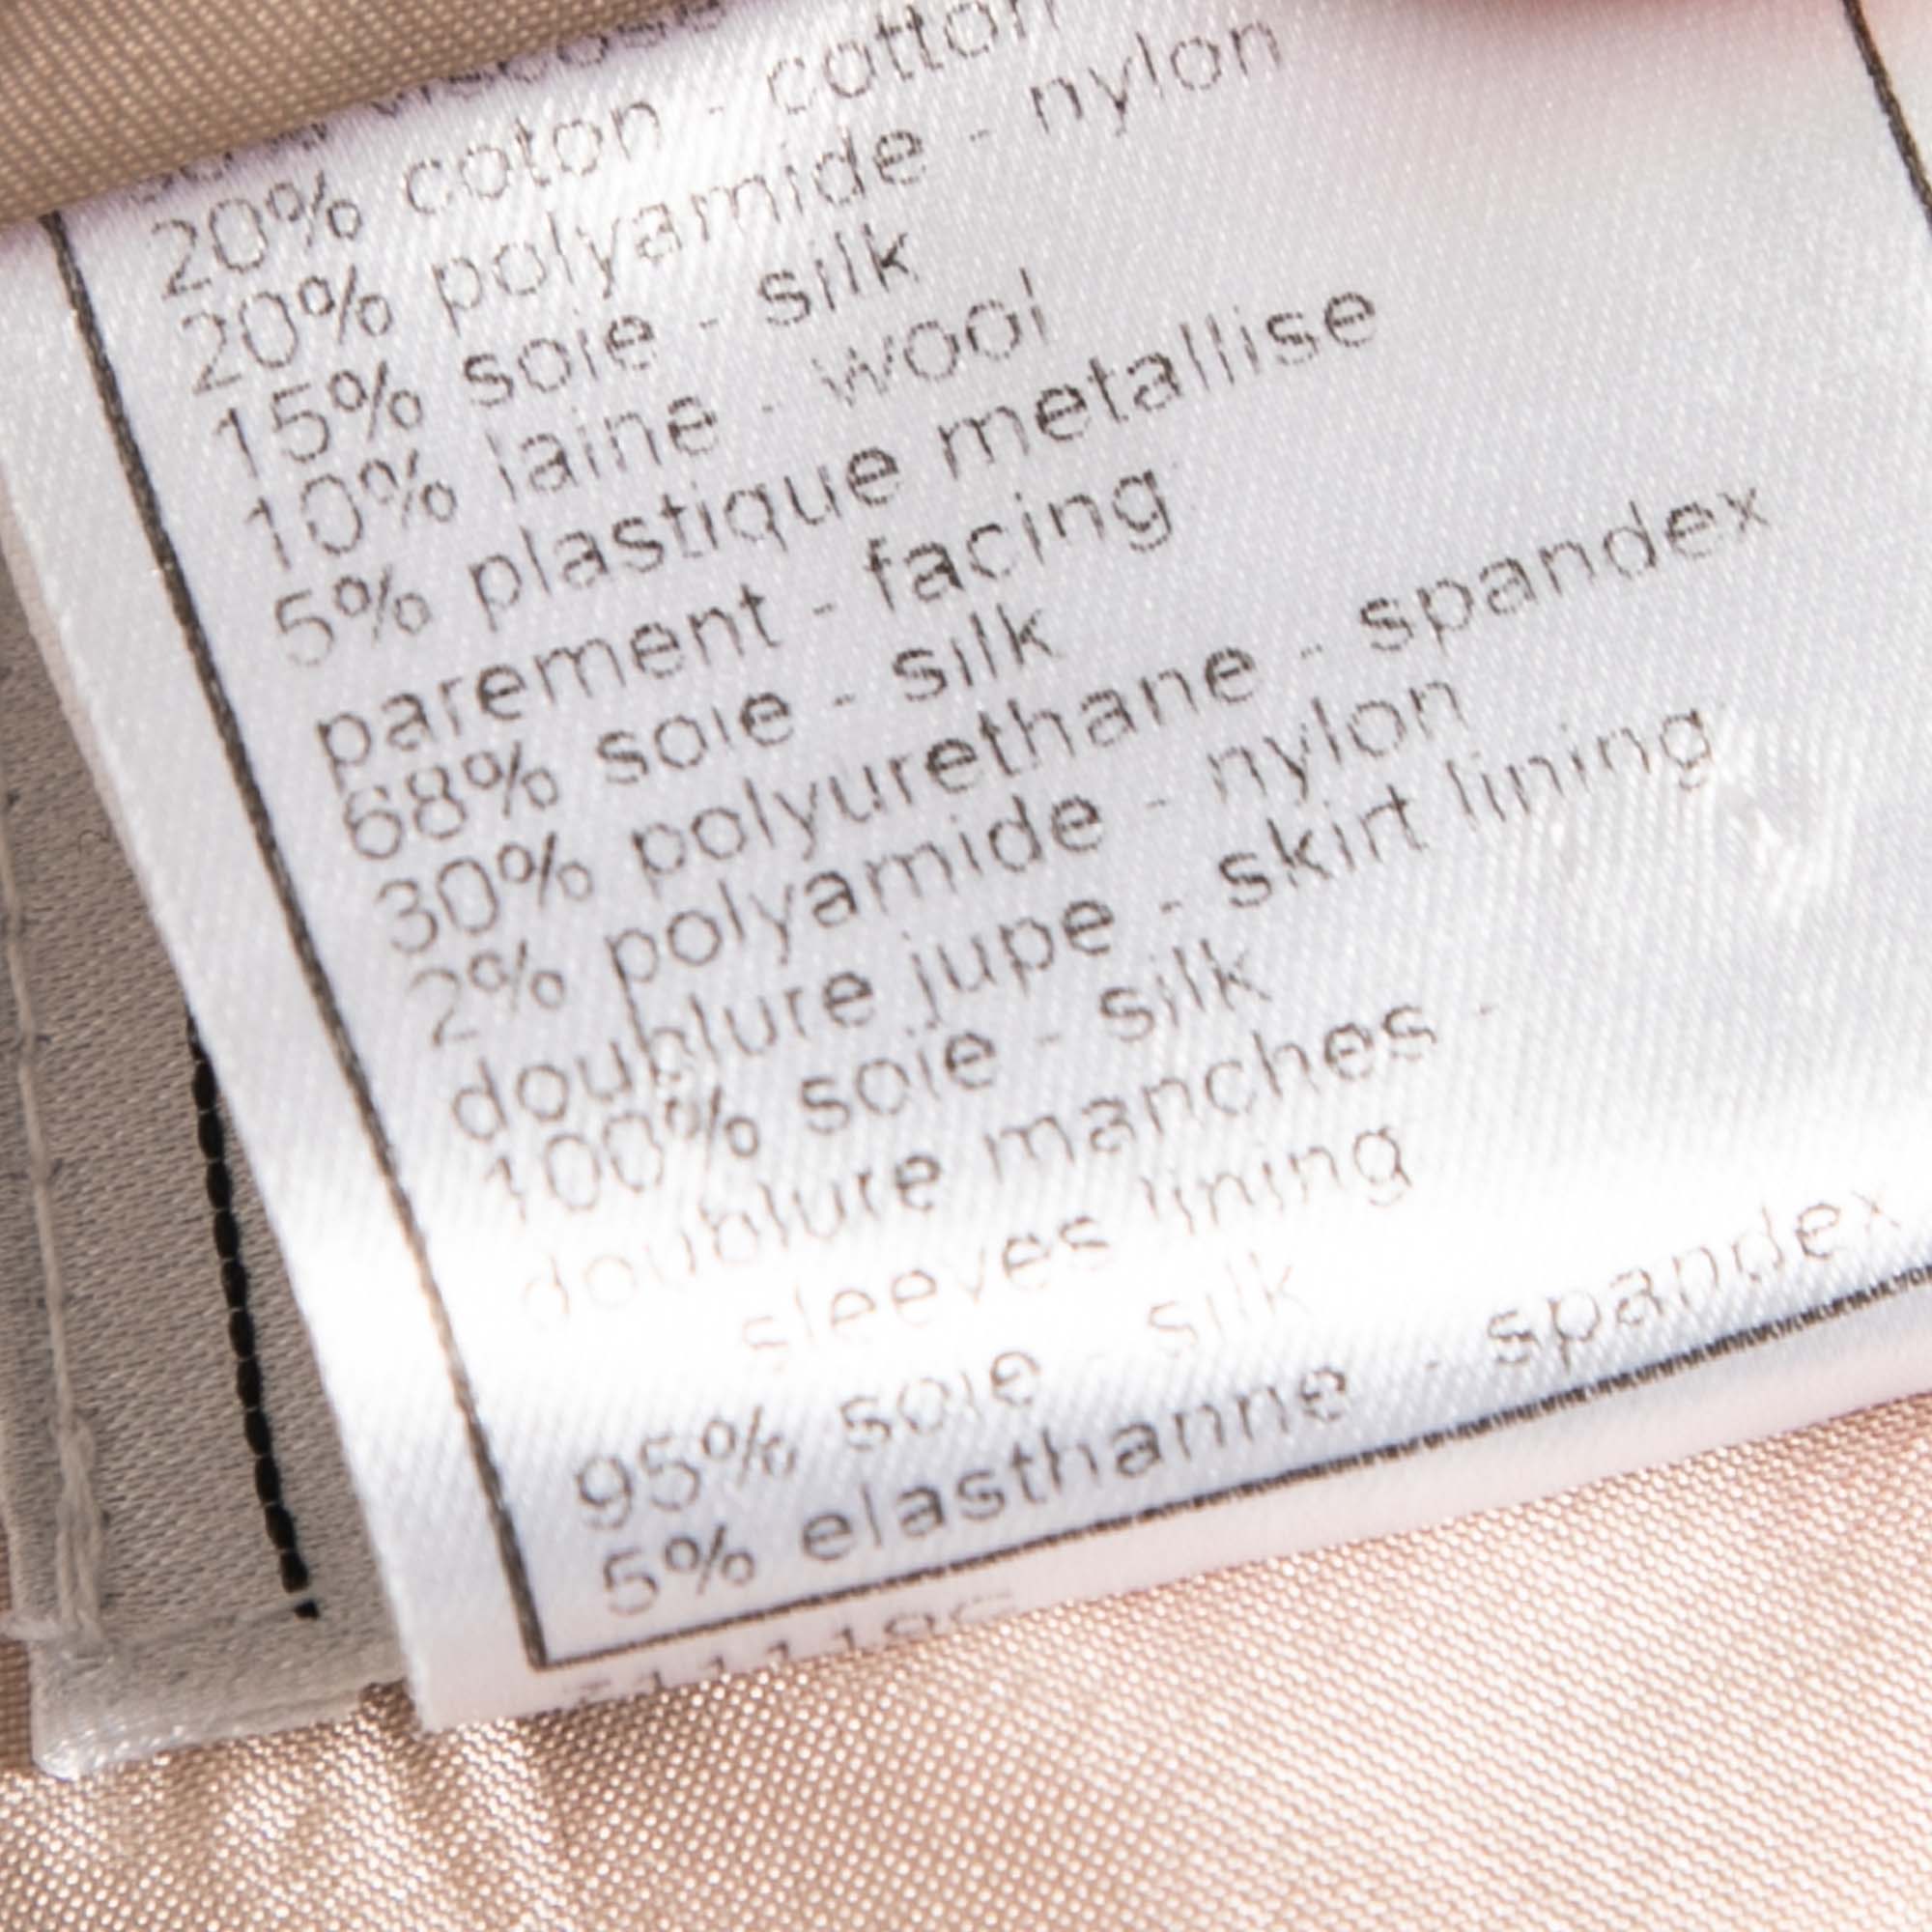 20% coton - cotton
20% polyamide - nylon
15% soie - silk
10% laine - wool
5% plastique metallise
parement - facing
68% soie - silk
30% polyurethane - spandex
2% polyamide - nylon
doublure jupe - skirt lining
100% soie - silk
doublure manches -
sleeves lining
95% soie - silk
5% elasthanne - spandex